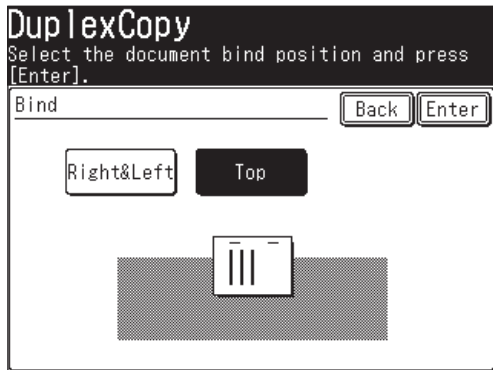 DuplexCopy
Select the document bind position and press
[Enter].
Bind
Back
Enter
Right&Left
Top